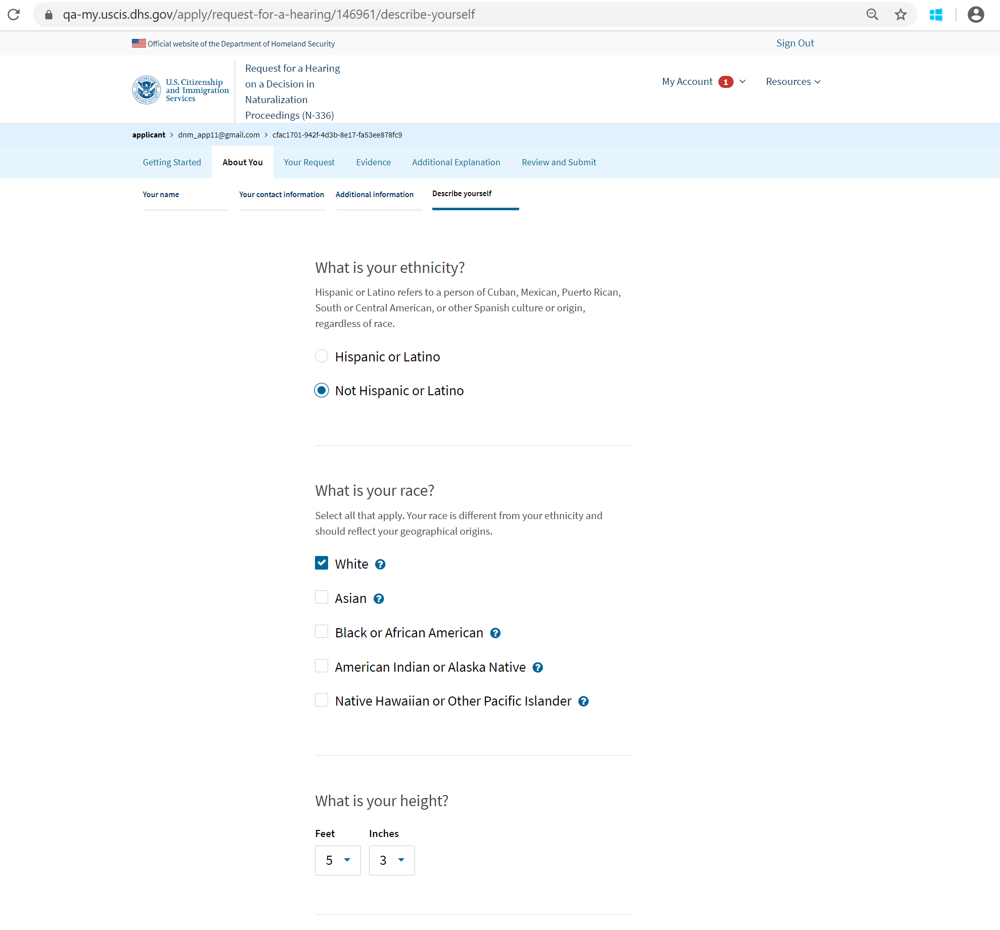 qa-my.uscis.dhs.gov/apply/request-for-a-hearing/146961/describe-yourself
Official website of the Department of Homeland Security
Sign Out
U.S. Citizenship
and Immigration
Services
Request for a Hearing
on a Decision in
Naturalization
Proceedings (N-336)
My Account 1
Resources
applicant > dnm_app11@gmail.com > cfac1701-942f-4d3b-8e17-fa53ee878fc9
Getting Started
About You
Your Request
Evidence
Additional Explanation
Review and Submit
Your name
Your contact information
Additional information
Describe yourself
What is your ethnicity?
Hispanic or Latino refers to a person of Cuban, Mexican, Puerto Rican,
South or Central American, or other Spanish culture or origin,
regardless of race.
Hispanic or Latino
Not Hispanic or Latino
What is your race?
Select all that apply. Your race is different from your ethnicity and
should reflect your geographical origins.
White ?
Asian ?
Black or African American ?
American Indian or Alaska Native ?
Native Hawaiian or Other Pacific Islander ?
What is your height?
Feet Inches
5 3